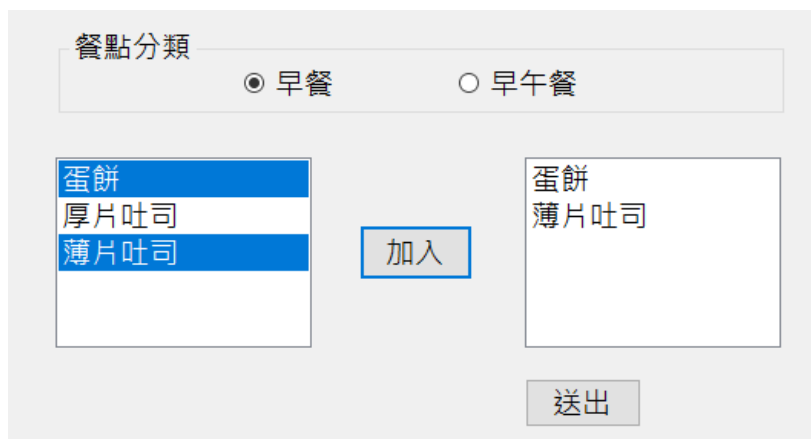 餐點分類
早餐 早午餐
蛋餅
厚片吐司
薄片吐司
加入
蛋餅
薄片吐司
送出